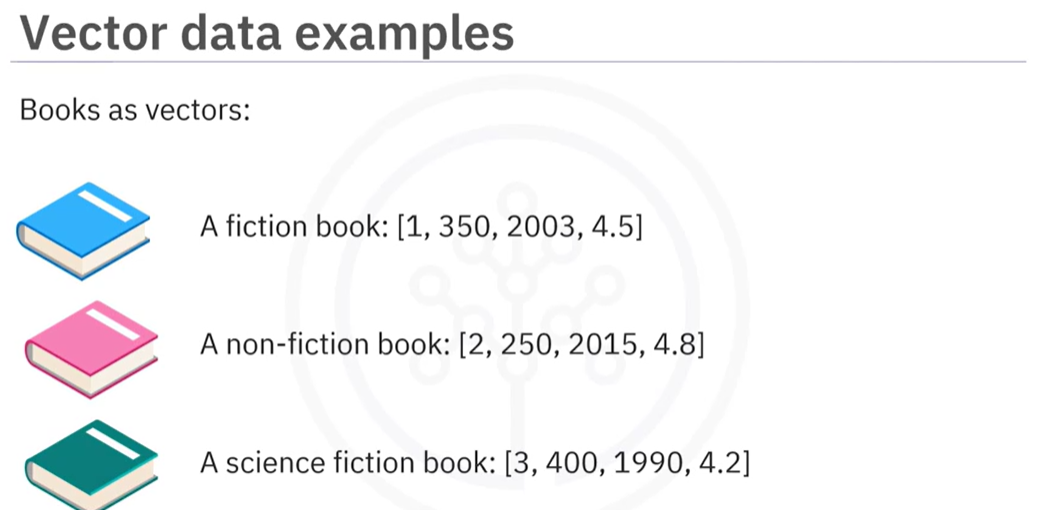 Vector data examples
Books as vectors:
A fiction book: [1, 350, 2003, 4.5]
A non-fiction book: [2, 250, 2015, 4.8]
A science fiction book: [3, 400, 1990, 4.2]